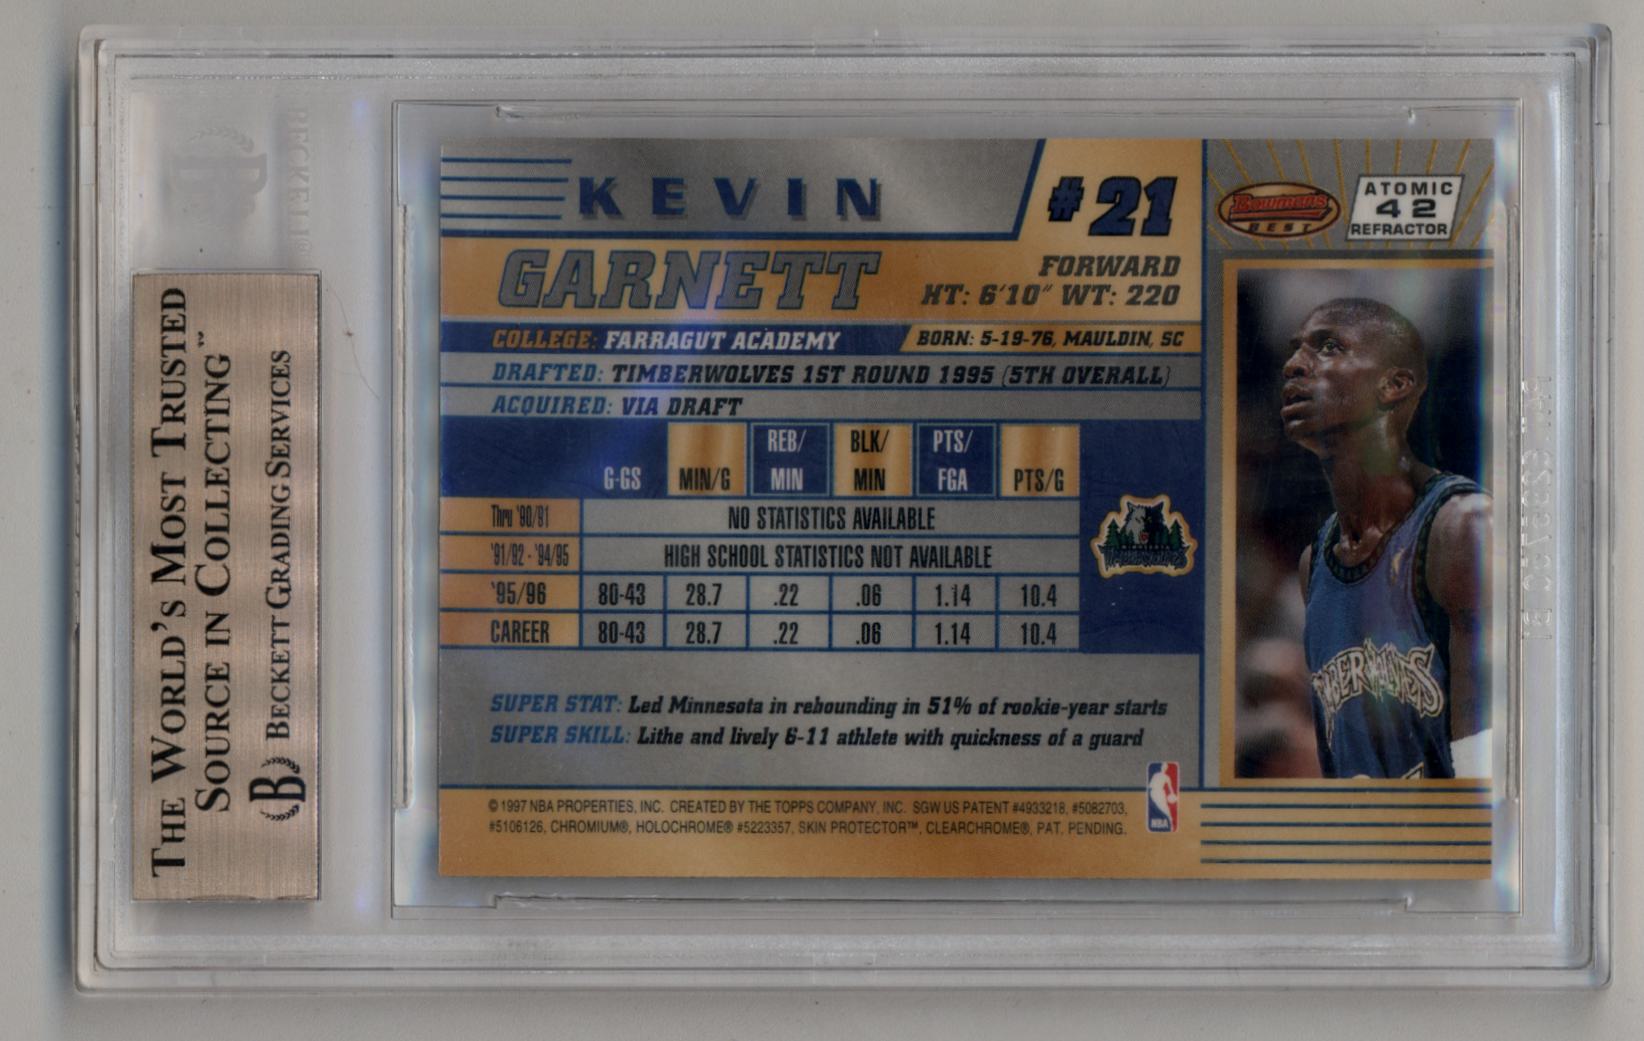 BECKETT®
THE WORLD'S MOST TRUSTED
SOURCE IN COLLECTING™
B BECKETT GRADING SERVICES
KEVIN
#21
GARNETT
FORWARD
HT: 6'10" WT: 220
COLLEGE: FARRAGUT ACADEMY
BORN: 5-19-76, MAULDIN, SC
DRAFTED: TIMBERWOLVES 1ST ROUND 1995 (5TH OVERALL)
ACQUIRED: VIA DRAFT
G-GS MIN/G REB/MIN BLK/MIN PTS/FGA PTS/G
Thru '90/91 NO STATISTICS AVAILABLE
'91/92 - '94/95 HIGH SCHOOL STATISTICS NOT AVAILABLE
'95/96 80-43 28.7 .22 .06 1.14 10.4
CAREER 80-43 28.7 .22 .06 1.14 10.4
MINNESOTA
TIMBERWOLVES
SUPER STAT: Led Minnesota in rebounding in 51% of rookie-year starts
SUPER SKILL: Lithe and lively 6-11 athlete with quickness of a guard
©1997 NBA PROPERTIES, INC. CREATED BY THE TOPPS COMPANY, INC. SGW US PATENT #4933218, #5082703,
#5106126, CHROMIUM®, HOLOCHROME® #5223357, SKIN PROTECTOR™, CLEARCHROME®, PAT. PENDING.
NBA
Bowman's
BEST
ATOMIC
42
REFRACTOR
TIMBERWOLVES